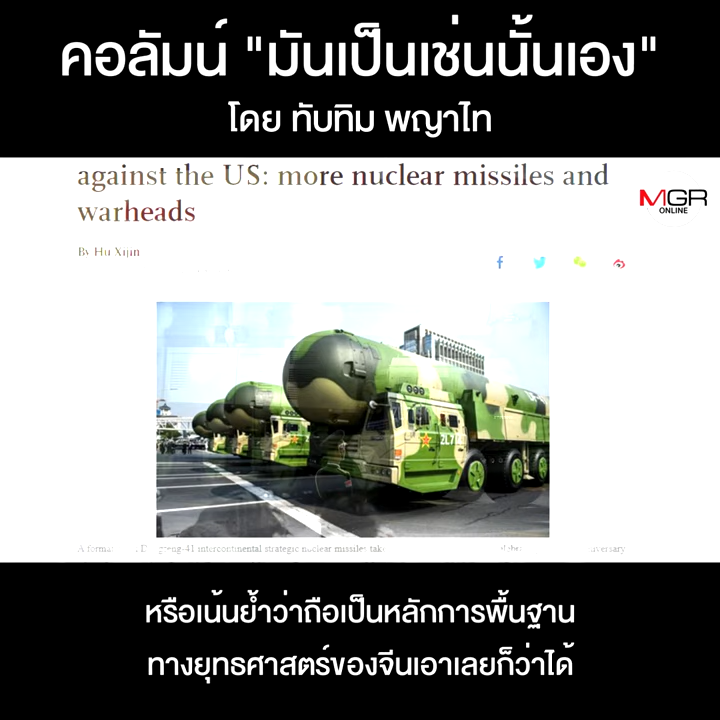 คอลัมน์ "มันเป็นเช่นนั้นเอง"
โดย ทับทิม พญาไท
against the US: more nuclear missiles and
warheads
MGR
ONLINE
By Hu Xijin
intercontinental strategic nuclear missiles
หรือเน้นย้ำว่าถือเป็นหลักการพื้นฐาน
ทางยุทธศาสตร์ของจีนเอาเลยก็ว่าได้